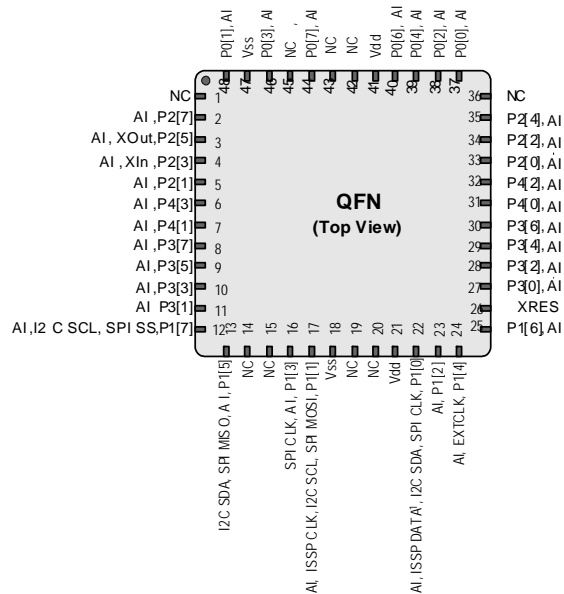 P0[1], AI
Vss
P0[3], AI
NC ,
P0[7], AI
NC
NC
Vdd
P0[6], AI
P0[4], AI
P0[2], AI
P0[0], AI
48
47
46
45
44
43
42
41
40
39
38
37
NC 1
AI ,P2[7] 2
AI , XOut,P2[5] 3
AI , XIn ,P2[3] 4
AI ,P2[1] 5
AI ,P4[3] 6
AI ,P4[1] 7
AI ,P3[7] 8
AI ,P3[5] 9
AI ,P3[3] 10
AI P3[1] 11
AI ,I2 C SCL, SPI SS,P1[7] 12
QFN
(Top View)
36 NC
35 P2[4], AI
34 P2[2], AI
33 P2[0], AI
32 P4[2], AI
31 P4[0], AI
30 P3[6], AI
29 P3[4], AI
28 P3[2], AI
27 P3[0], AI
26 XRES
25 P1[6], AI
13
14
15
16
17
18
19
20
21
22
23
24
I2C SDA, SPI MISO, A I, P1[5]
NC
NC
SPI CLK, AI, P1[3]
AI, ISSP CLK, I2C SCL, SPI MOSI, P1[1]
Vss
NC
NC
Vdd
AI, ISSP DATA¹, I2C SDA, SPI CLK, P1[0]
AI, P1[2]
AI, EXTCLK, P1[4]